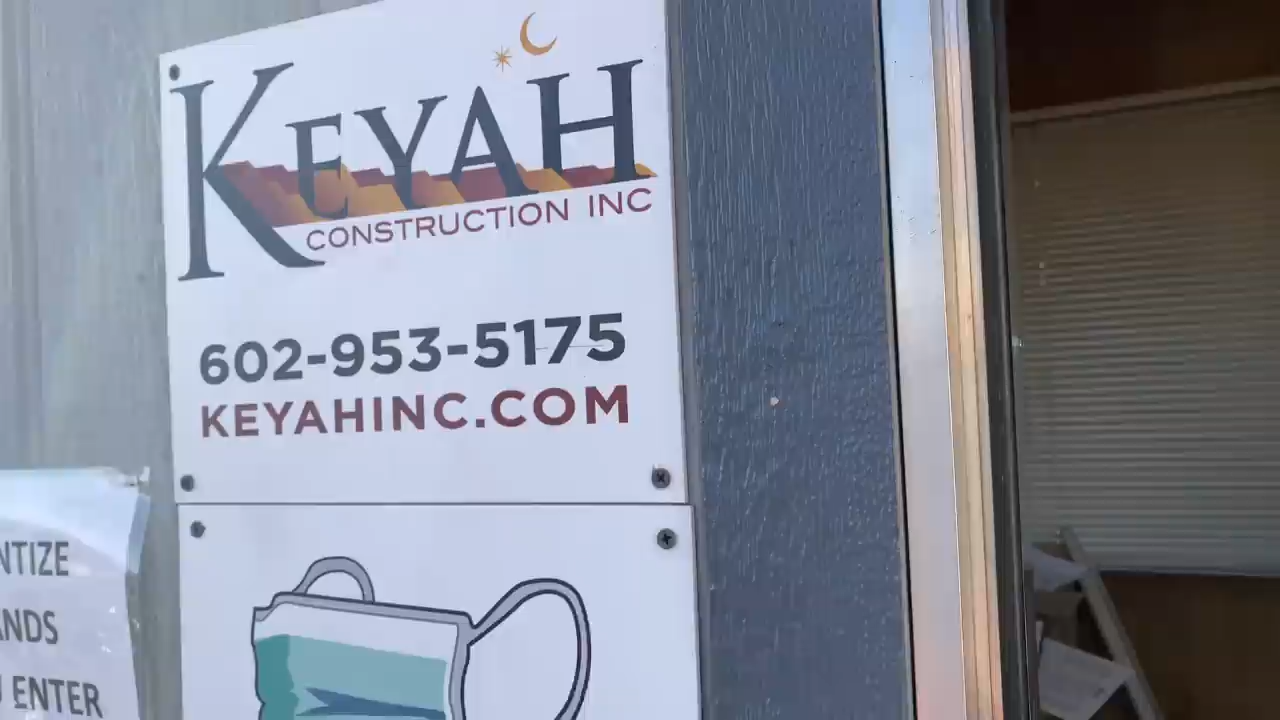 KEYAH
CONSTRUCTION INC
602-953-5175
KEYAHINC.COM
NTIZE
ANDS
ENTER